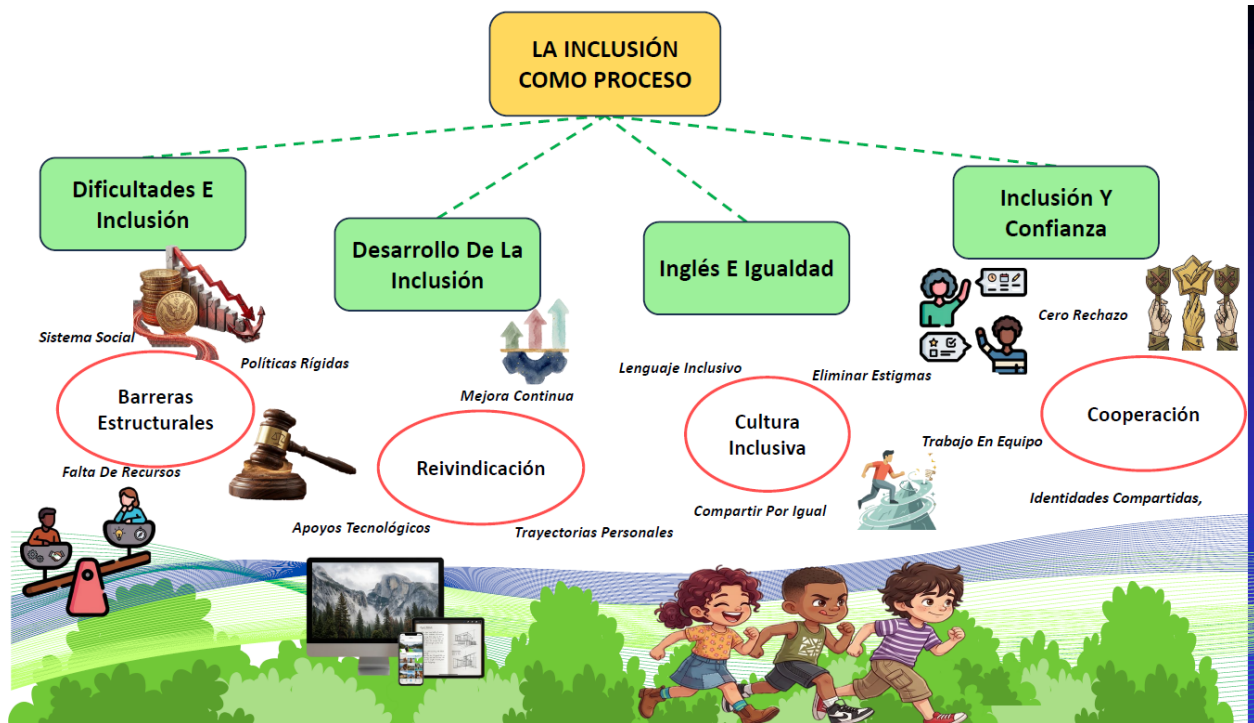 LA INCLUSIÓN
COMO PROCESO
Dificultades E
Inclusión
Desarrollo De La
Inclusión
Inglés E Igualdad
Inclusión Y
Confianza
Sistema Social
Políticas Rígidas
Barreras
Estructurales
Falta De Recursos
Mejora Continua
Reivindicación
Apoyos Tecnológicos
Trayectorias Personales
Lenguaje Inclusivo
Eliminar Estigmas
Cultura
Inclusiva
Compartir Por Igual
Cero Rechazo
Cooperación
Trabajo En Equipo
Identidades Compartidas,